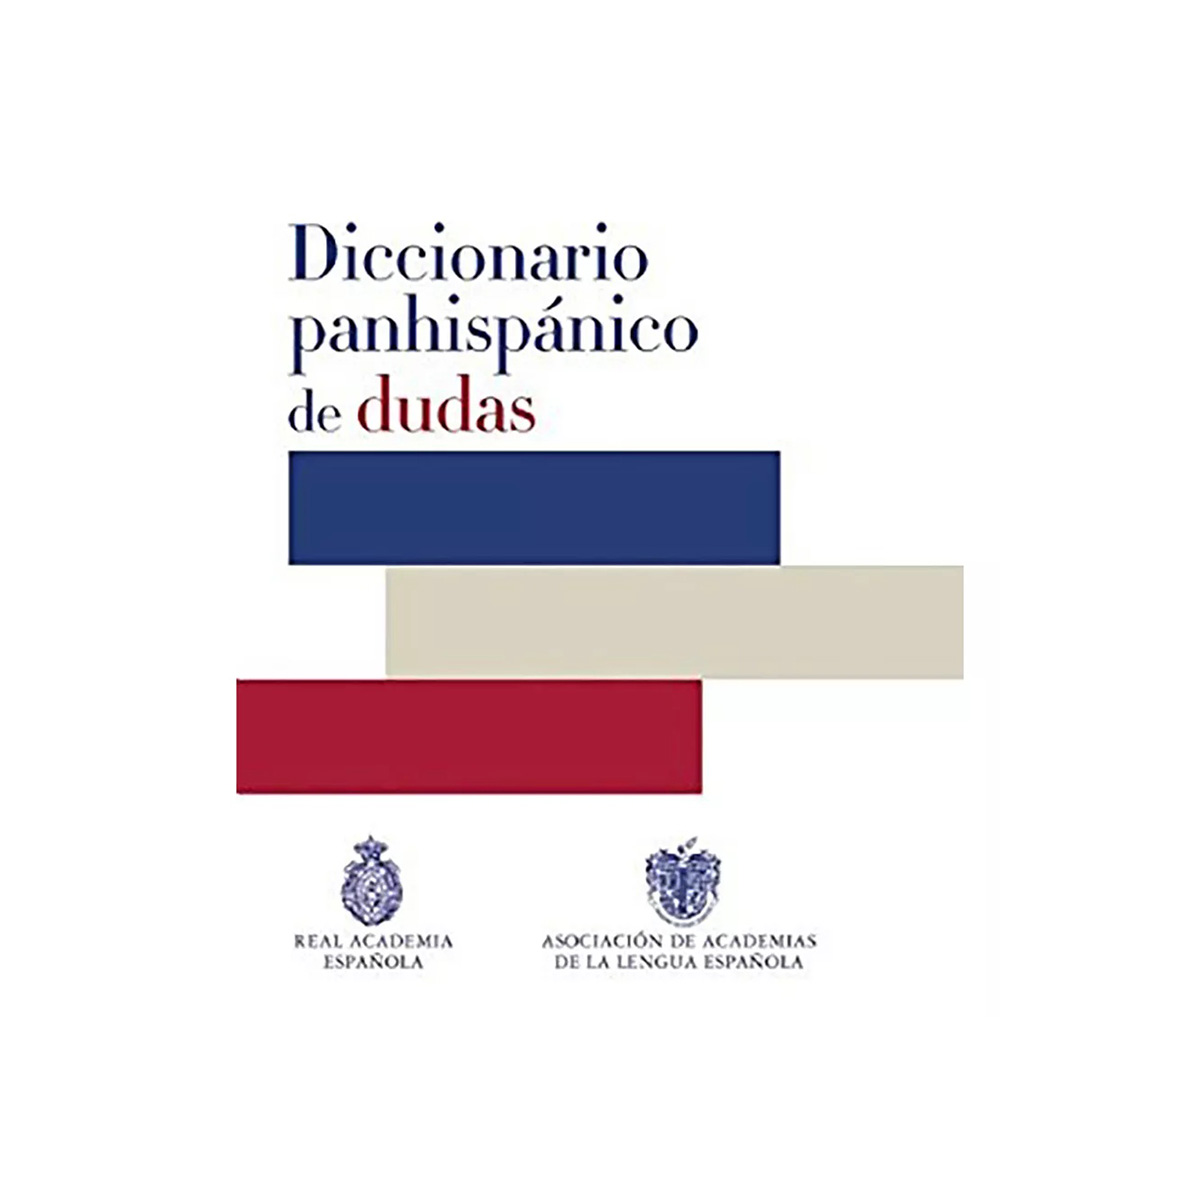 Diccionario
panhispánico
de dudas
REAL ACADEMIA
ESPAÑOLA
ASOCIACIÓN DE ACADEMIAS
DE LA LENGUA ESPAÑOLA